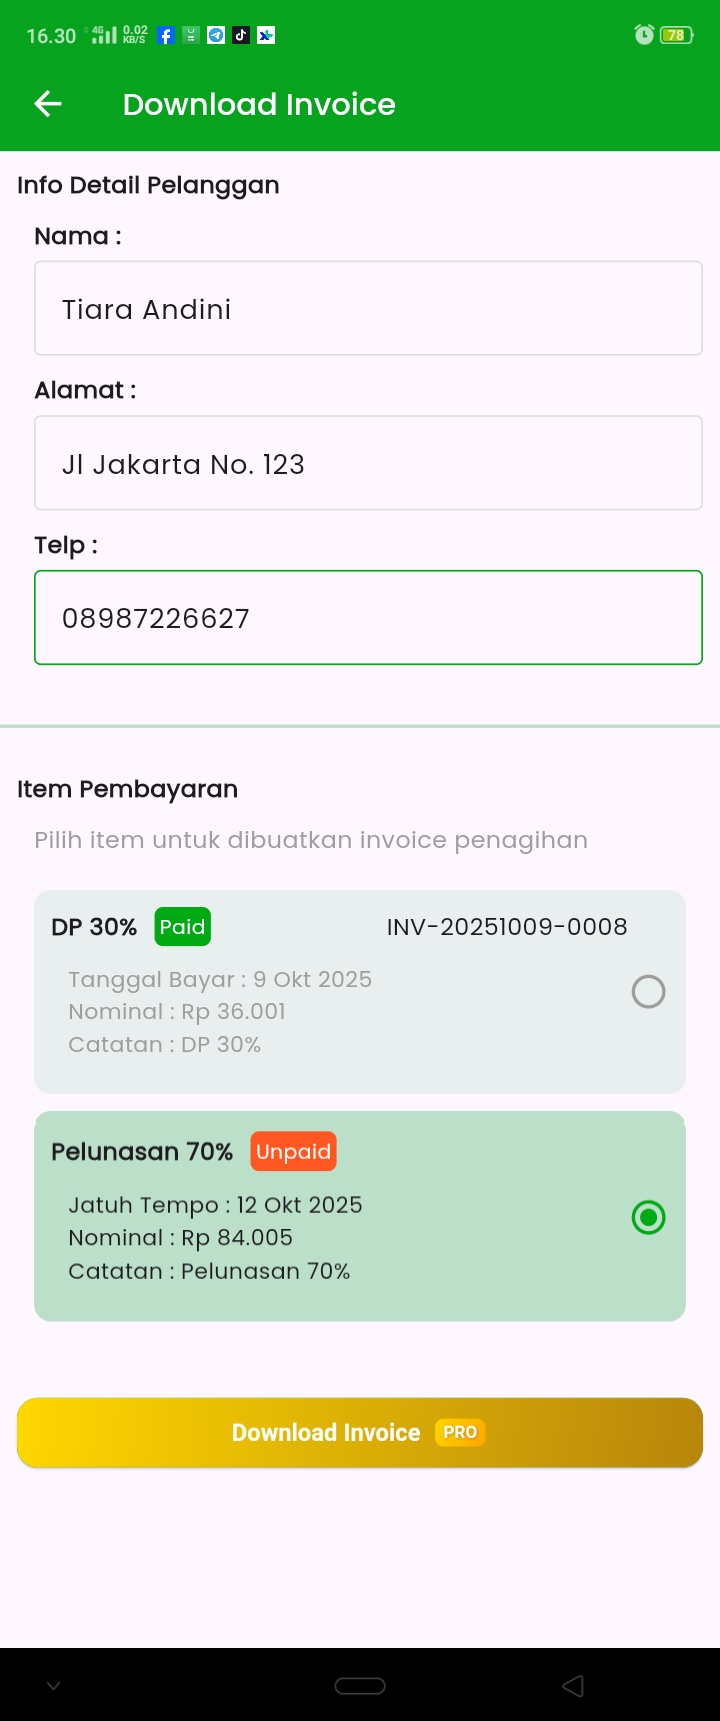 16.30 4G 0.02 KB/S 78
Download Invoice
Info Detail Pelanggan
Nama :
Tiara Andini
Alamat :
Jl Jakarta No. 123
Telp :
08987226627
Item Pembayaran
Pilih item untuk dibuatkan invoice penagihan
DP 30% Paid INV-20251009-0008
Tanggal Bayar : 9 Okt 2025
Nominal : Rp 36.001
Catatan : DP 30%
Pelunasan 70% Unpaid
Jatuh Tempo : 12 Okt 2025
Nominal : Rp 84.005
Catatan : Pelunasan 70%
Download Invoice PRO